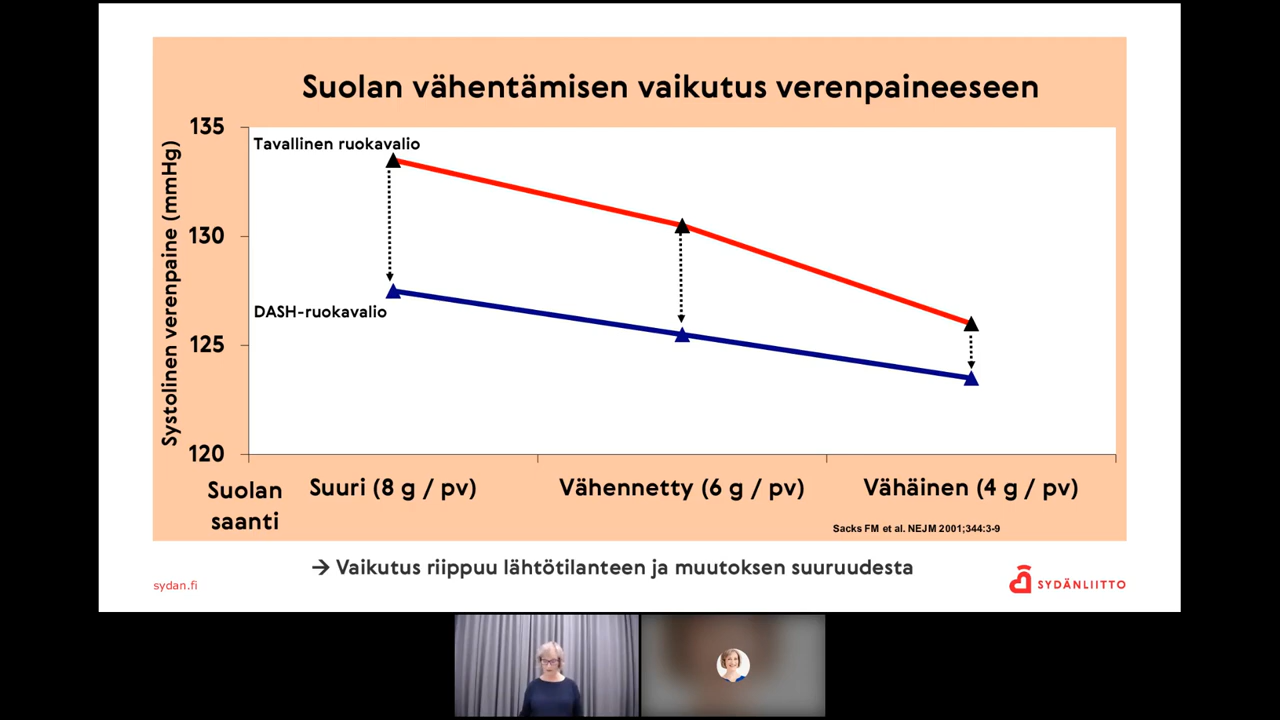 Suolan vähentämisen vaikutus verenpaineeseen
135
130
125
120
Systolinen verenpaine (mmHg)
Tavallinen ruokavalio
DASH-ruokavalio
Suolan
saanti
Suuri (8 g / pv)
Vähennetty (6 g / pv)
Vähäinen (4 g / pv)
Sacks FM et al. NEJM 2001;344:3-9
→ Vaikutus riippuu lähtötilanteen ja muutoksen suuruudesta
sydan.fi
SYDÄNLIITTO